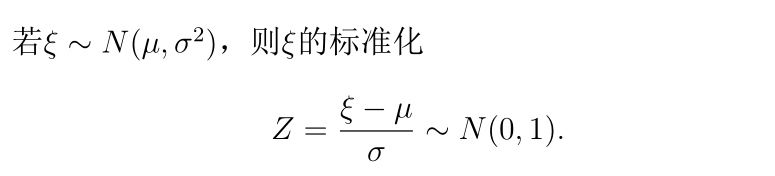 若ξ ∼ N(μ, σ²)，则ξ的标准化
Z = (ξ − μ)/σ ∼ N(0, 1).